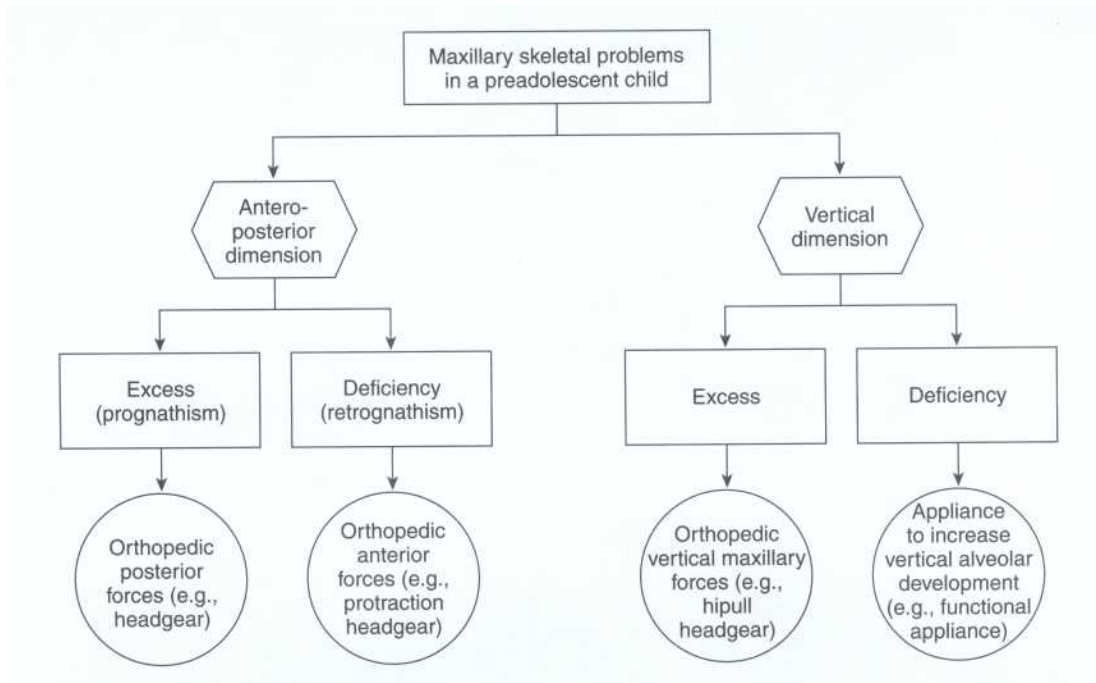 Maxillary skeletal problems
in a preadolescent child
Antero-
posterior
dimension
Vertical
dimension
Excess
(prognathism)
Deficiency
(retrognathism)
Excess
Deficiency
Orthopedic
posterior
forces (e.g.,
headgear)
Orthopedic
anterior
forces (e.g.,
protraction
headgear)
Orthopedic
vertical maxillary
forces (e.g.,
hipull
headgear)
Appliance
to increase
vertical alveolar
development
(e.g., functional
appliance)